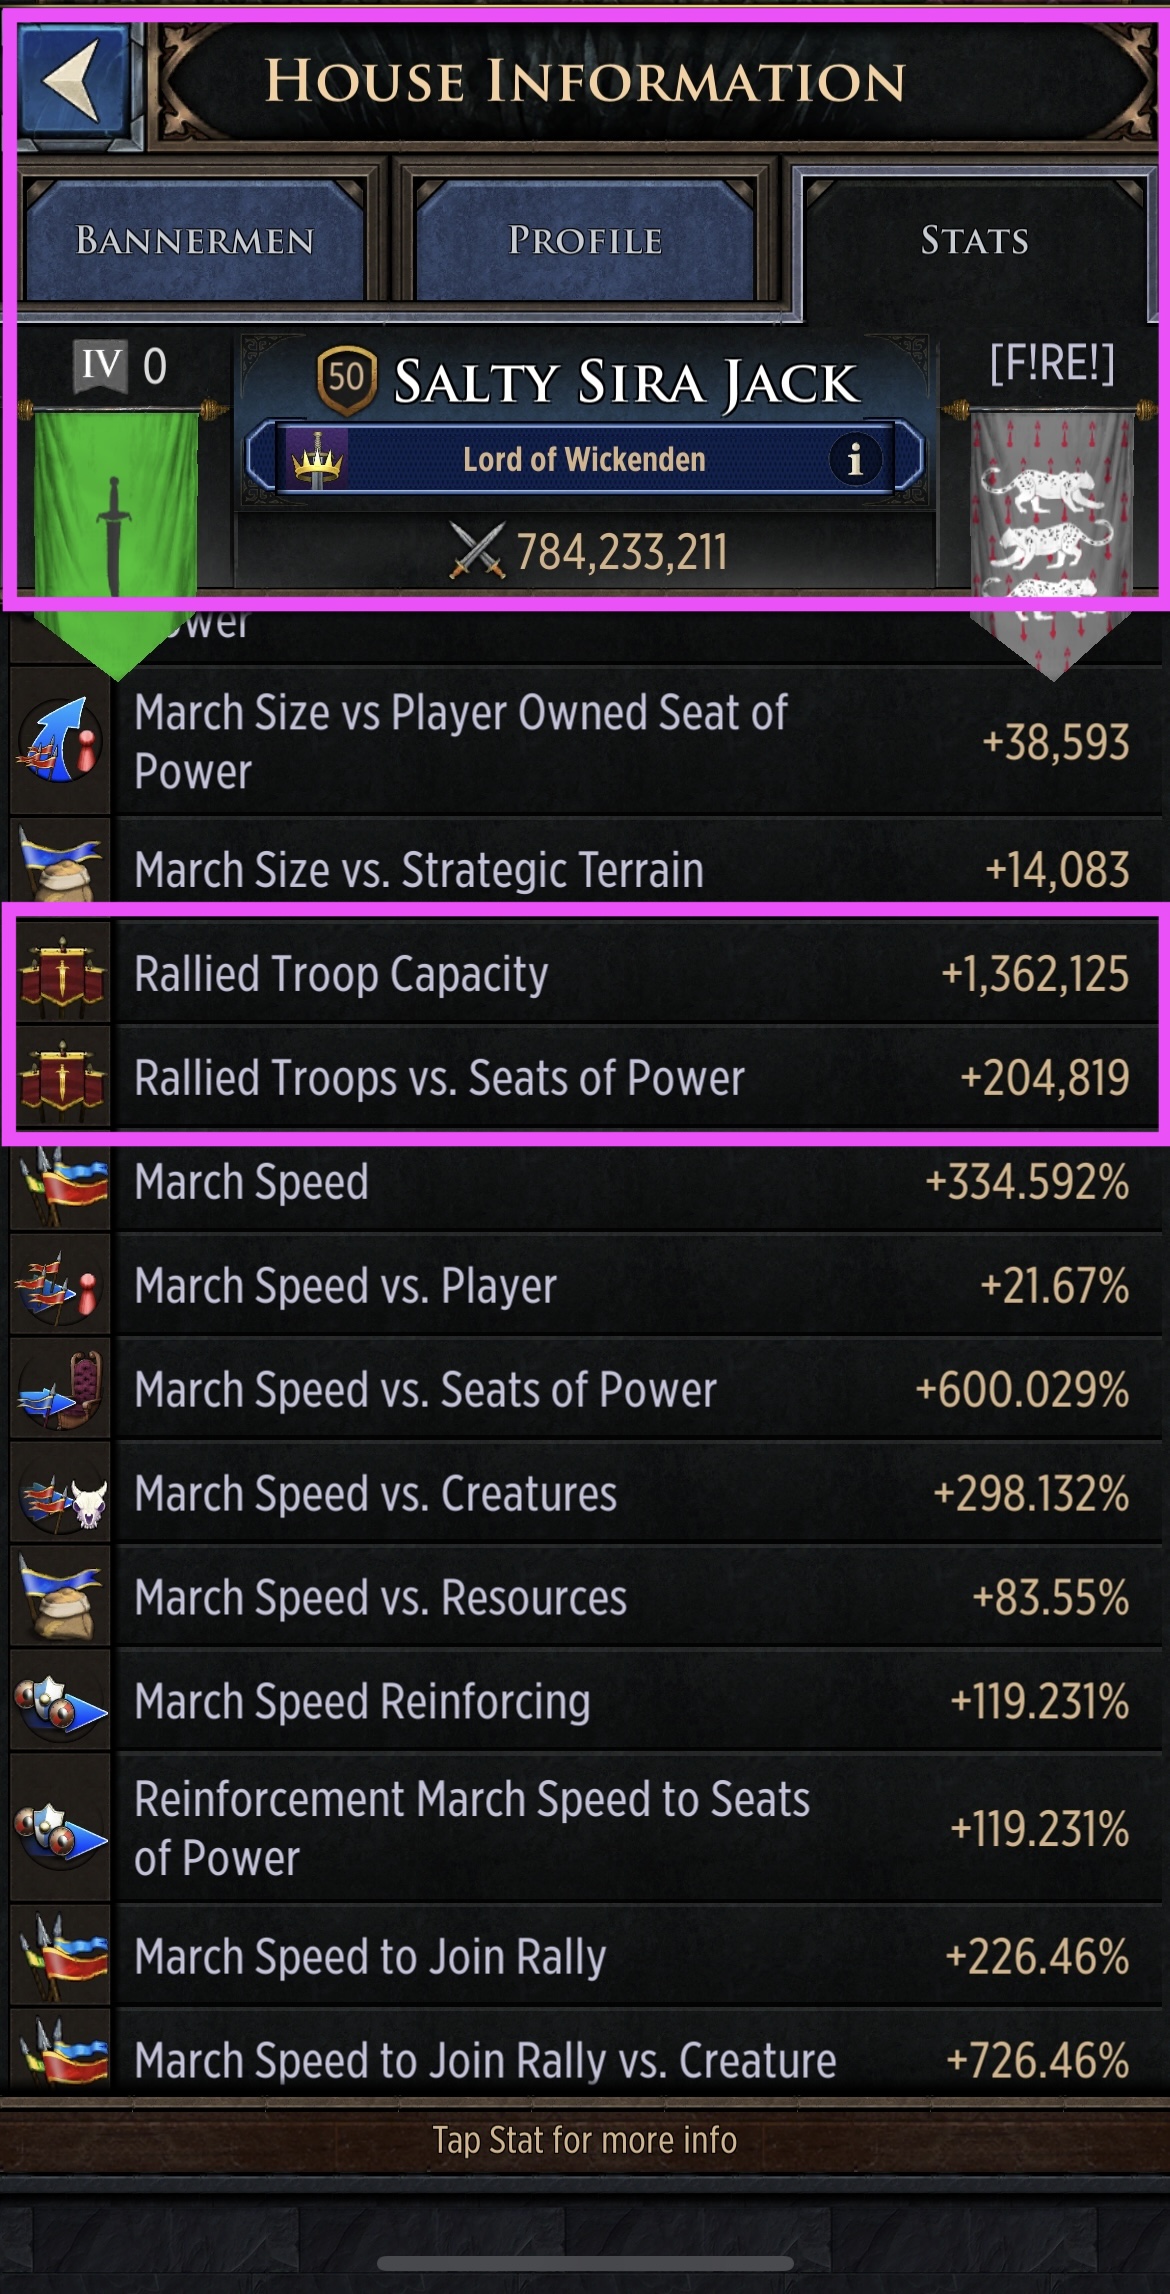 HOUSE INFORMATION
BANNERMEN
PROFILE
STATS
IV 0
50 SALTY SIRA JACK
[F!RE!]
Lord of Wickenden
i
784,233,211
March Size vs Player Owned Seat of
Power
+38,593
March Size vs. Strategic Terrain
+14,083
Rallied Troop Capacity
+1,362,125
Rallied Troops vs. Seats of Power
+204,819
March Speed
+334.592%
March Speed vs. Player
+21.67%
March Speed vs. Seats of Power
+600.029%
March Speed vs. Creatures
+298.132%
March Speed vs. Resources
+83.55%
March Speed Reinforcing
+119.231%
Reinforcement March Speed to Seats
of Power
+119.231%
March Speed to Join Rally
+226.46%
March Speed to Join Rally vs. Creature
+726.46%
Tap Stat for more info